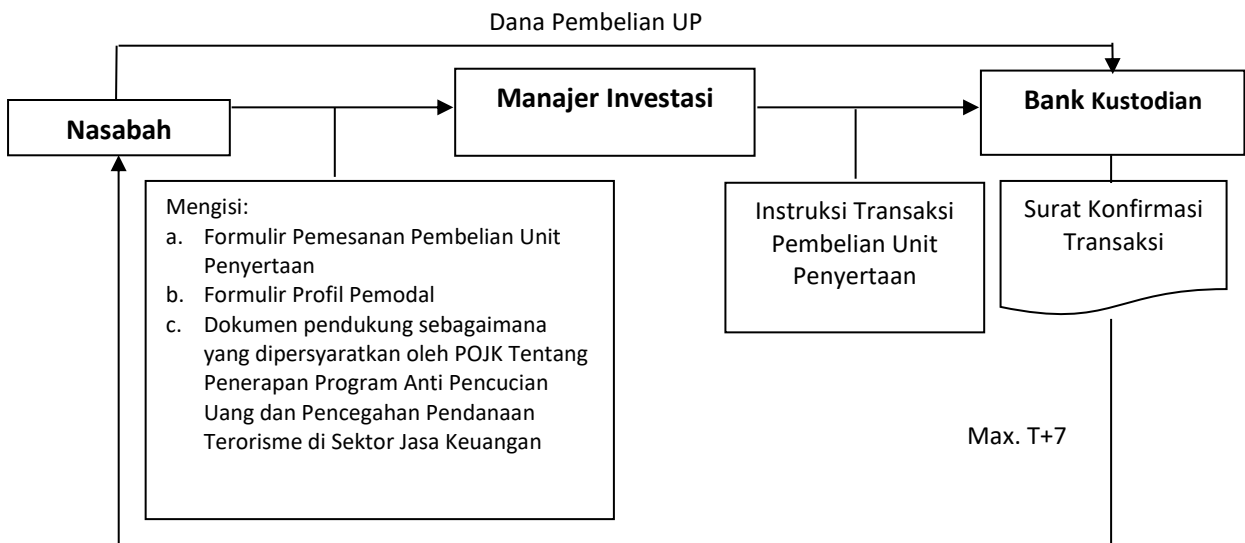 Dana Pembelian UP
Nasabah
Manajer Investasi
Bank Kustodian
Mengisi:
a. Formulir Pemesanan Pembelian Unit
Penyertaan
b. Formulir Profil Pemodal
c. Dokumen pendukung sebagaimana
yang dipersyaratkan oleh POJK Tentang
Penerapan Program Anti Pencucian
Uang dan Pencegahan Pendanaan
Terorisme di Sektor Jasa Keuangan
Instruksi Transaksi
Pembelian Unit
Penyertaan
Surat Konfirmasi
Transaksi
Max. T+7